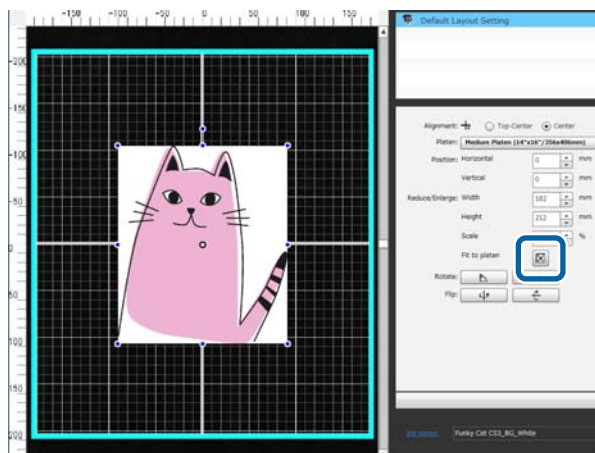 -150 -100 -50 0 50 100 150
Default Layout Setting
-200
-150
-100
-50
0
50
100
150
200
Alignment: Top-Center Center
Platen: Medium Platen (14"x16"/356x406mm)
Position: Horizontal 0 mm
Vertical 0 mm
Reduce/Enlarge: Width 182 mm
Height 212 mm
Scale %
Fit to platen
Rotate:
Flip:
Funky Cat CS3_BG_White